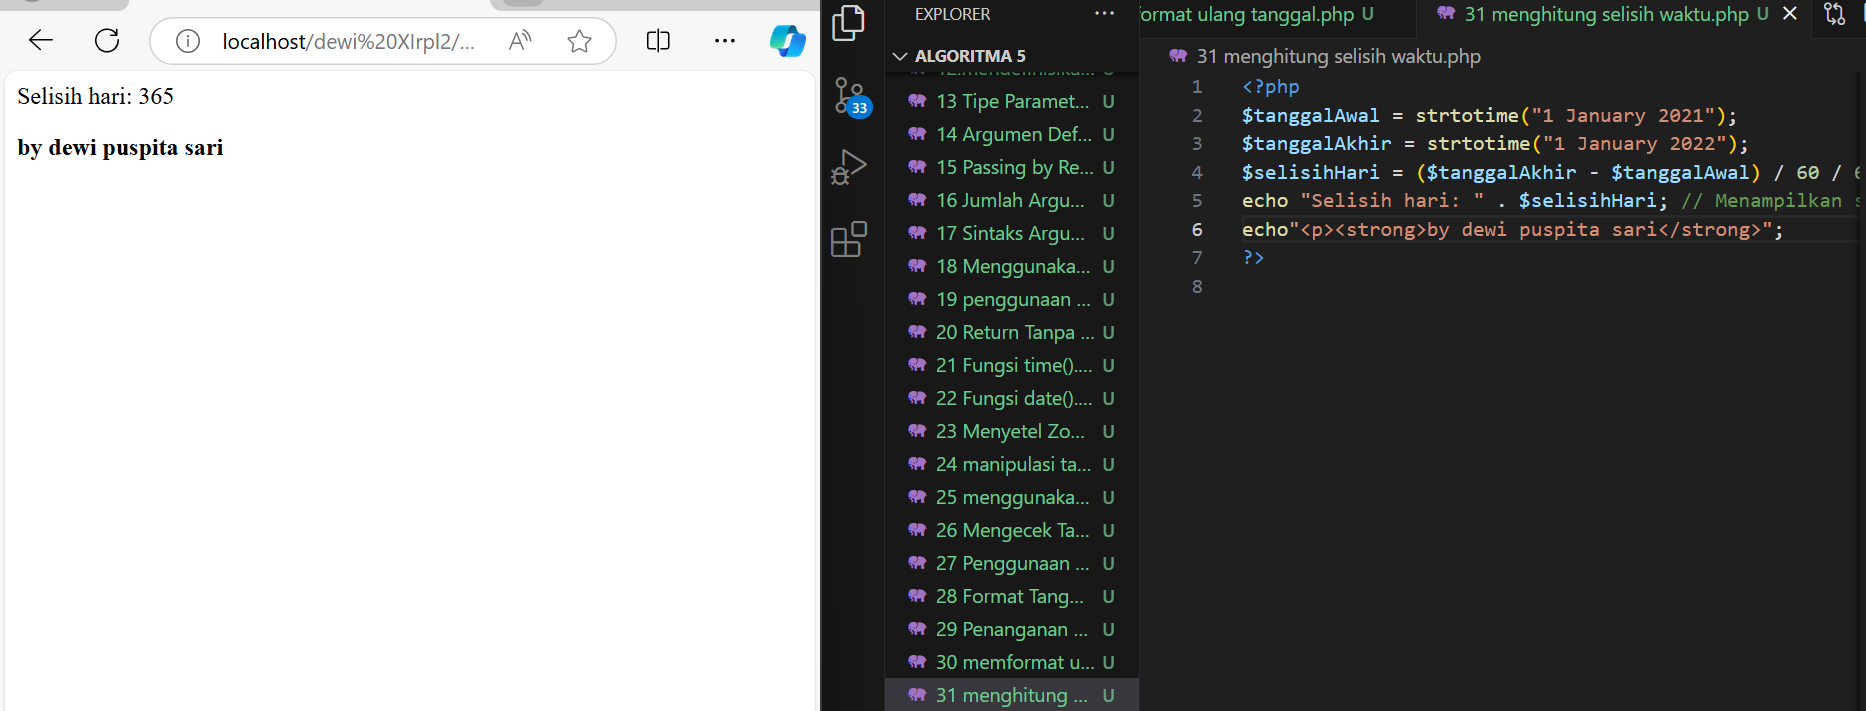 localhost/dewi%20XIrpl2/...
Selisih hari: 365
by dewi puspita sari
33
EXPLORER
ALGORITMA 5
13 Tipe Paramet... U
14 Argumen Def... U
15 Passing by Re... U
16 Jumlah Argu... U
17 Sintaks Argu... U
18 Menggunaka... U
19 penggunaan ... U
20 Return Tanpa ... U
21 Fungsi time().... U
22 Fungsi date().... U
23 Menyetel Zo... U
24 manipulasi ta... U
25 menggunaka... U
26 Mengecek Ta... U
27 Penggunaan ... U
28 Format Tang... U
29 Penanganan ... U
30 memformat u... U
31 menghitung ... U
format ulang tanggal.php U
31 menghitung selisih waktu.php U
31 menghitung selisih waktu.php
1 <?php
2 $tanggalAwal = strtotime("1 January 2021");
3 $tanggalAkhir = strtotime("1 January 2022");
4 $selisihHari = ($tanggalAkhir - $tanggalAwal) / 60 / 6
5 echo "Selisih hari: " . $selisihHari; // Menampilkan s
6 echo"<p><strong>by dewi puspita sari</strong>";
7 ?>
8